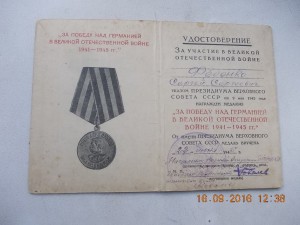 "ЗА ПОБЕДУ НАД ГЕРМАНИЕЙ
В ВЕЛИКОЙ ОТЕЧЕСТВЕННОЙ ВОЙНЕ
1941—1945 гг."
УДОСТОВЕРЕНИЕ
ЗА УЧАСТИЕ В ВЕЛИКОЙ
ОТЕЧЕСТВЕННОЙ ВОЙНЕ
УКАЗОМ ПРЕЗИДИУМА ВЕРХОВНОГО
СОВЕТА СССР от 9 мая 1945 года
НАГРАЖДЕН МЕДАЛЬЮ
"ЗА ПОБЕДУ НАД ГЕРМАНИЕЙ
В ВЕЛИКОЙ ОТЕЧЕСТВЕННОЙ
ВОЙНЕ 1941—1945 гг."
От имени ПРЕЗИДИУМА ВЕРХОВНОГО
СОВЕТА СССР МЕДАЛЬ ВРУЧЕНА
16.09.2016 12:38